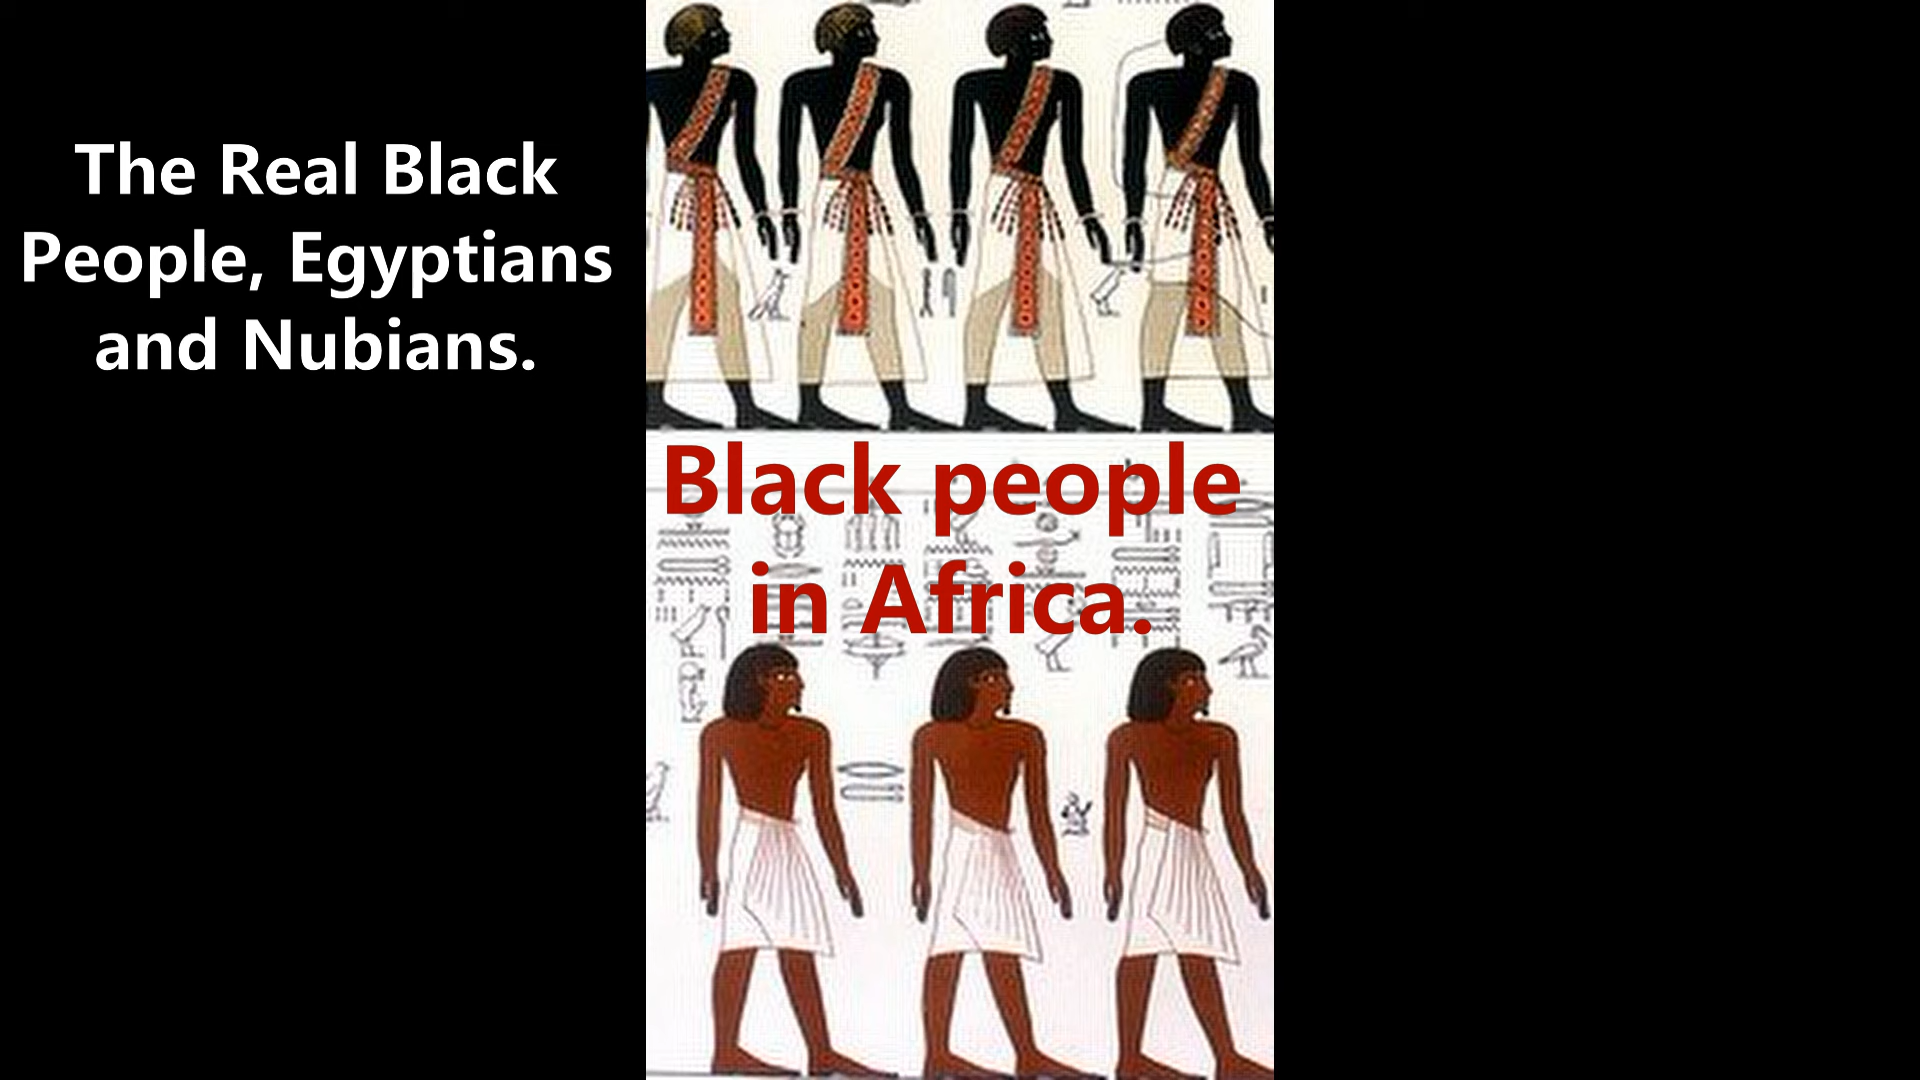 The Real Black
People, Egyptians
and Nubians.
Black people
in Africa.